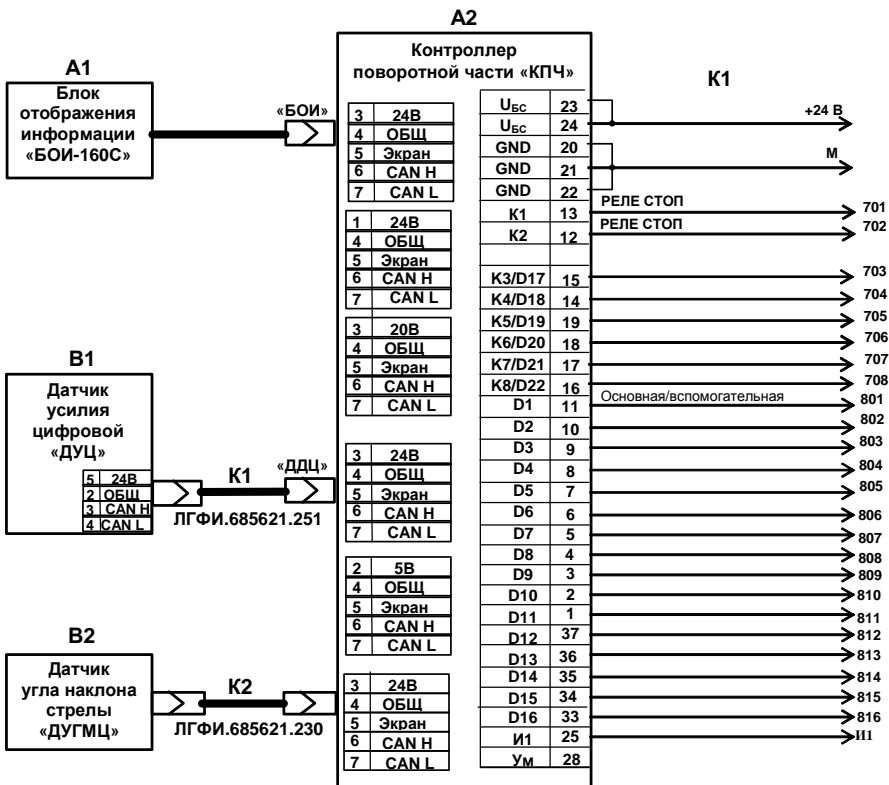 A2
A1
Блок
отображения
информации
«БОИ-160С»
«БОИ»
Контроллер
поворотной части «КПЧ»
К1
3 24В
4 ОБЩ
5 Экран
6 CAN H
7 CAN L
1 24В
4 ОБЩ
5 Экран
6 CAN H
7 CAN L
3 20В
4 ОБЩ
5 Экран
6 CAN H
7 CAN L
B1
Датчик
усилия
цифровой
«ДУЦ»
5 24В
2 ОБЩ
3 CAN H
4 CAN L
К1
ЛГФИ.685621.251
«ДДЦ»
3 24В
4 ОБЩ
5 Экран
6 CAN H
7 CAN L
2 5В
4 ОБЩ
5 Экран
6 CAN H
7 CAN L
B2
Датчик
угла наклона
стрелы
«ДУГМЦ»
К2
ЛГФИ.685621.230
3 24В
4 ОБЩ
5 Экран
6 CAN H
7 CAN L
UБС 23 +24 В
UБС 24
GND 20
GND 21 М
GND 22
К1 13 РЕЛЕ СТОП 701
К2 12 РЕЛЕ СТОП 702
K3/D17 15 703
K4/D18 14 704
K5/D19 19 705
K6/D20 18 706
K7/D21 17 707
K8/D22 16 708
D1 11 Основная/вспомогательная 801
D2 10 802
D3 9 803
D4 8 804
D5 7 805
D6 6 806
D7 5 807
D8 4 808
D9 3 809
D10 2 810
D11 1 811
D12 37 812
D13 36 813
D14 35 814
D15 34 815
D16 33 816
И1 25 И1
Ум 28